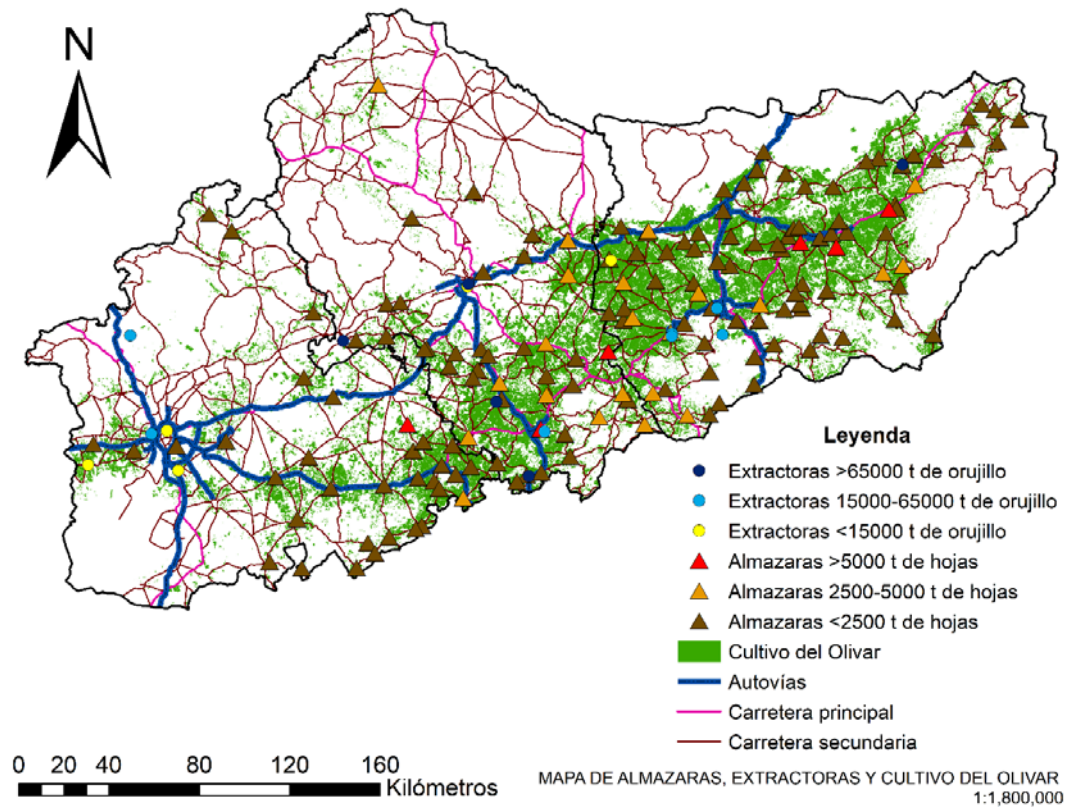 N
Leyenda
Extractoras >65000 t de orujillo
Extractoras 15000-65000 t de orujillo
Extractoras <15000 t de orujillo
Almazaras >5000 t de hojas
Almazaras 2500-5000 t de hojas
Almazaras <2500 t de hojas
Cultivo del Olivar
Autovías
Carretera principal
Carretera secundaria
0 20 40 80 120 160
Kilómetros
MAPA DE ALMAZARAS, EXTRACTORAS Y CULTIVO DEL OLIVAR
1:1,800,000